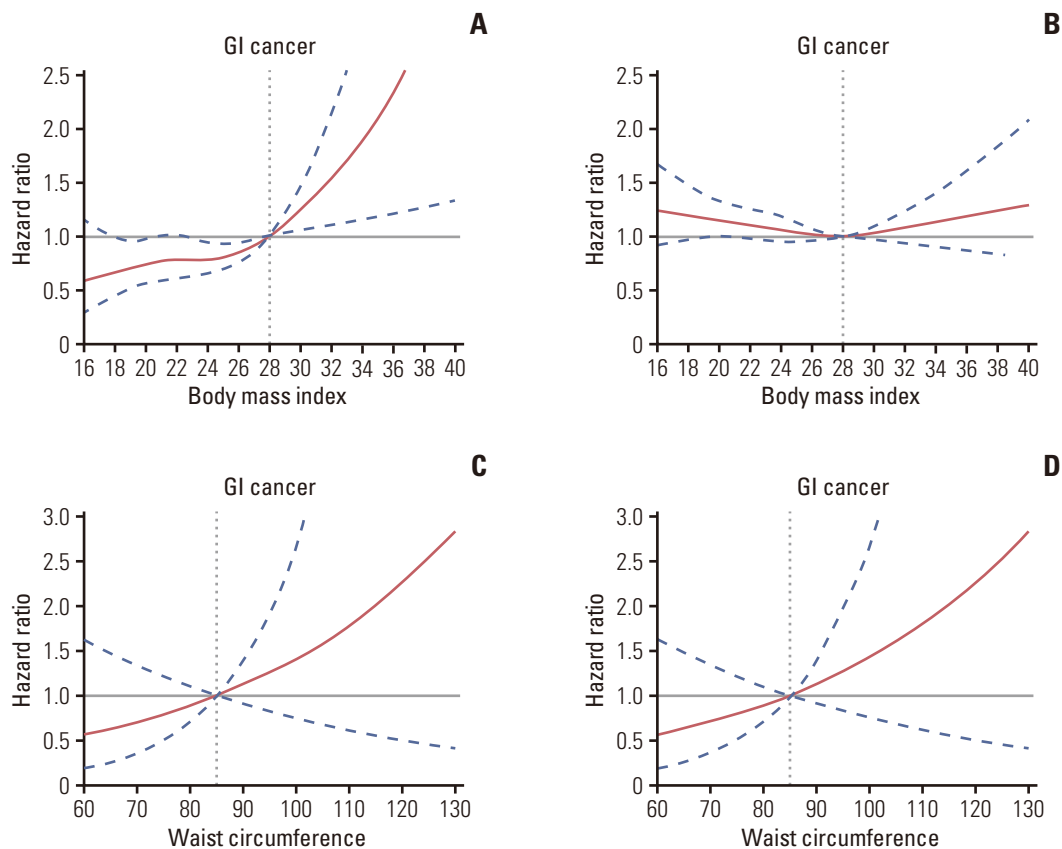 A
GI cancer
2.5
2.0
1.5
1.0
0.5
0
Hazard ratio
16 18 20 22 24 26 28 30 32 34 36 38 40
Body mass index
B
GI cancer
2.5
2.0
1.5
1.0
0.5
0
Hazard ratio
16 18 20 22 24 26 28 30 32 34 36 38 40
Body mass index
C
GI cancer
3.0
2.5
2.0
1.5
1.0
0.5
0
Hazard ratio
60 70 80 90 100 110 120 130
Waist circumference
D
GI cancer
3.0
2.5
2.0
1.5
1.0
0.5
0
Hazard ratio
60 70 80 90 100 110 120 130
Waist circumference